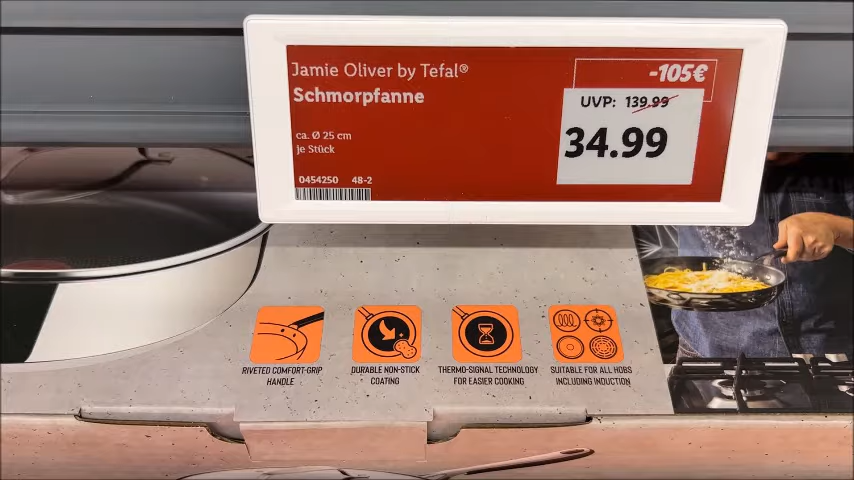 Jamie Oliver by Tefal®
Schmorpfanne
ca. Ø 25 cm
je Stück
0454250 48-2
-105€
UVP: 139.99
34.99
RIVETED COMFORT-GRIP
HANDLE
DURABLE NON-STICK
COATING
THERMO-SIGNAL TECHNOLOGY
FOR EASIER COOKING
SUITABLE FOR ALL HOBS
INCLUDING INDUCTION